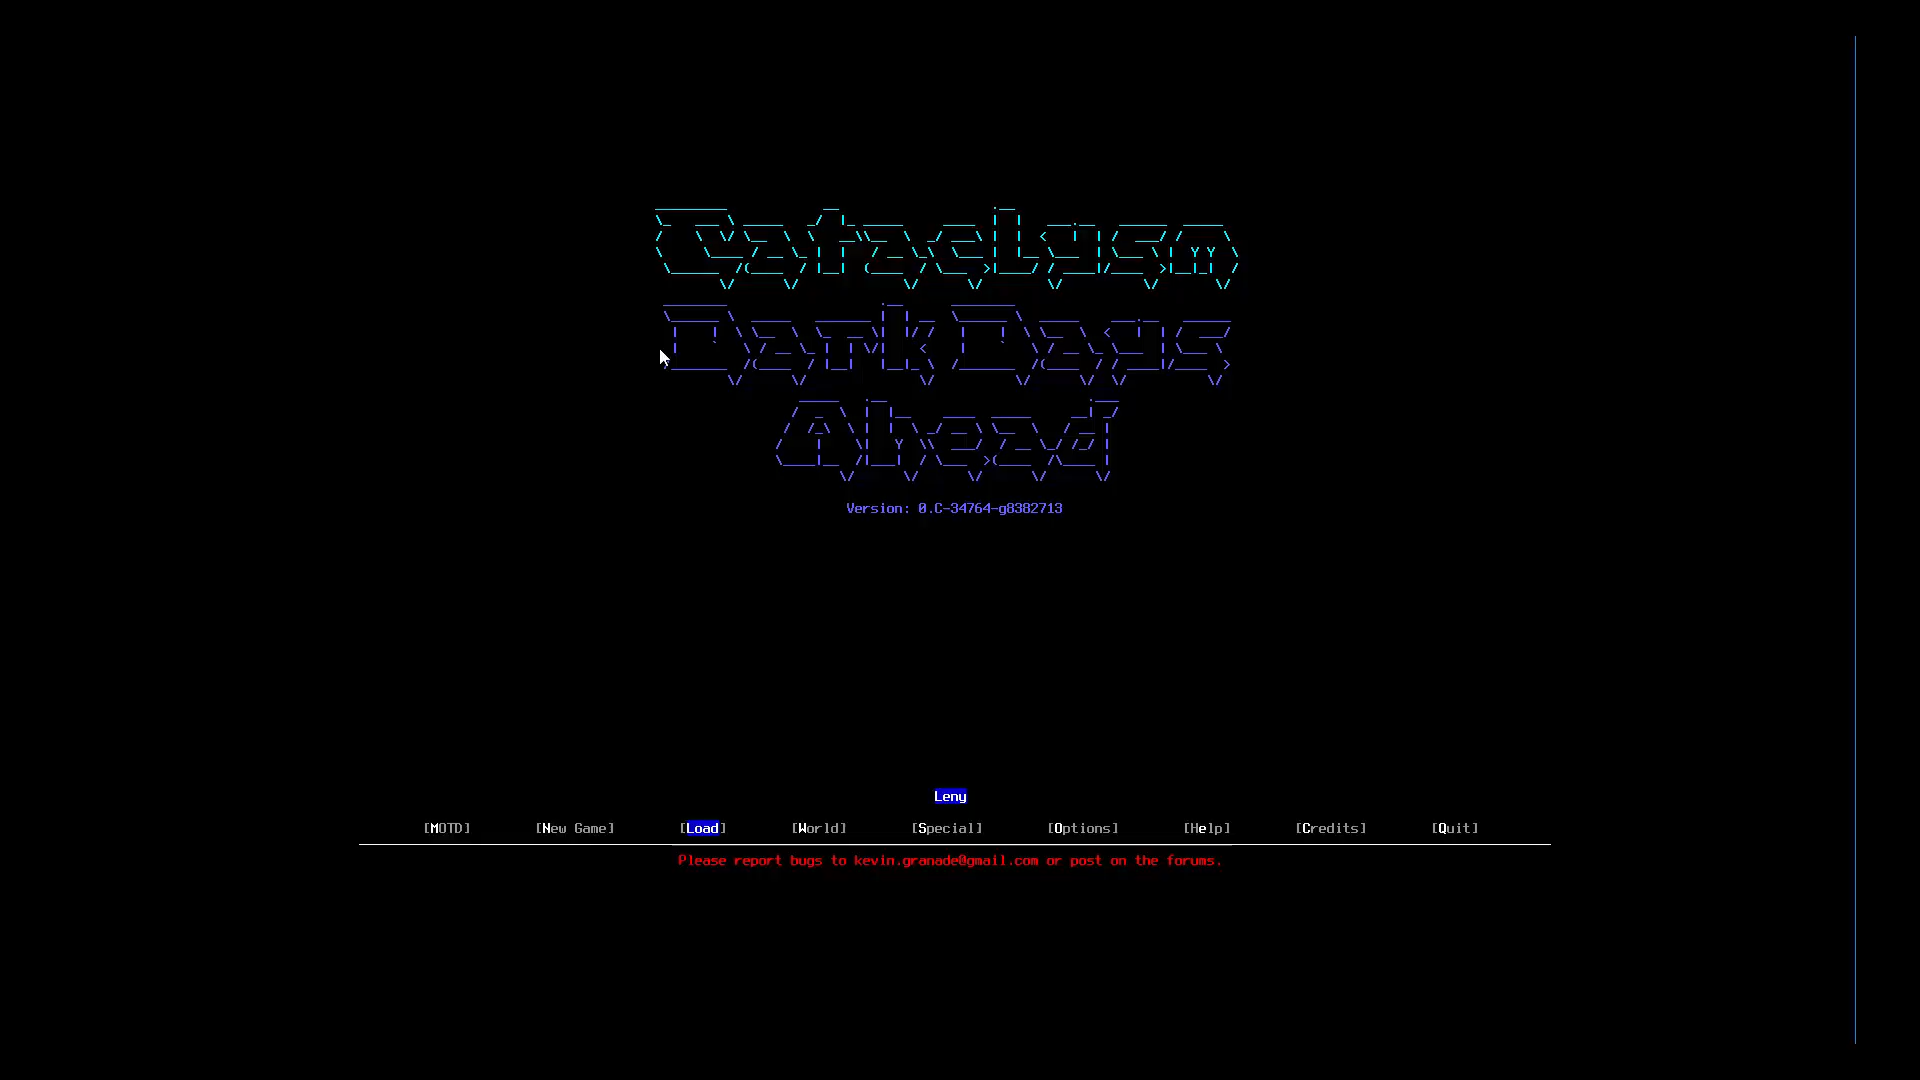 Cataclysm
Dark Days
Ahead
Version: 0.C-34764-g8382713
Leny
[MOTD] [New Game] [Load] [World] [Special] [Options] [Help] [Credits] [Quit]
Please report bugs to kevin.granade@gmail.com or post on the forums.